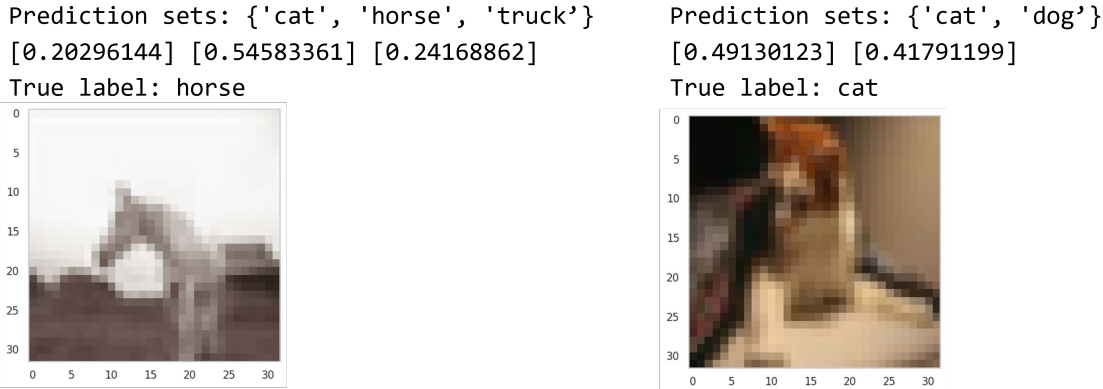 Prediction sets: {'cat', 'horse', 'truck’}
[0.20296144] [0.54583361] [0.24168862]
True label: horse
0
5
10
15
20
25
30
0 5 10 15 20 25 30
Prediction sets: {'cat', 'dog’}
[0.49130123] [0.41791199]
True label: cat
0
5
10
15
20
25
30
0 5 10 15 20 25 30